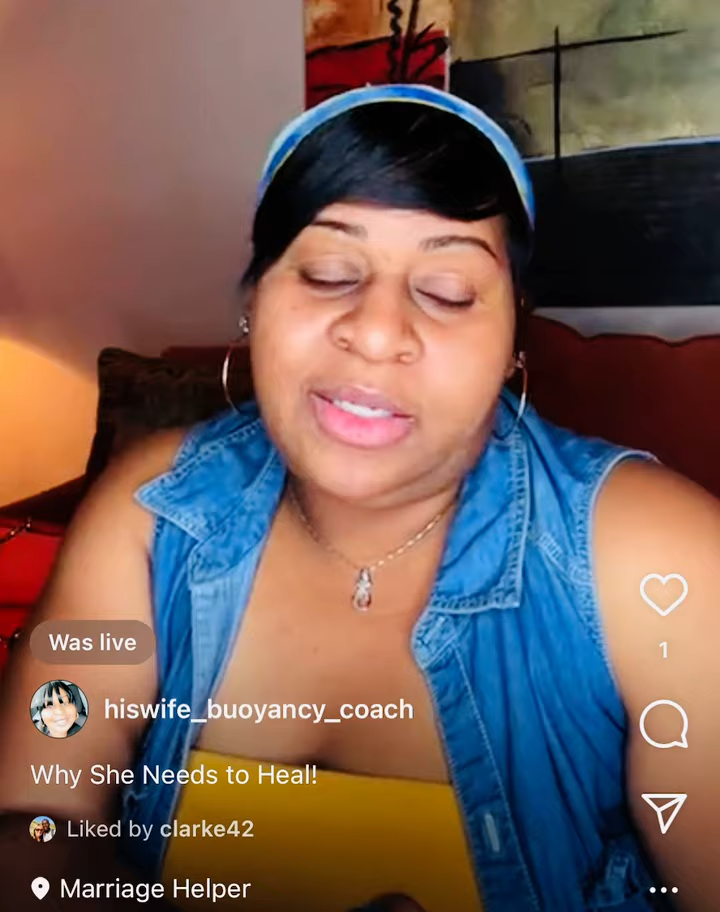 Was live
hiswife_buoyancy_coach
Why She Needs to Heal!
Liked by clarke42
Marriage Helper
1